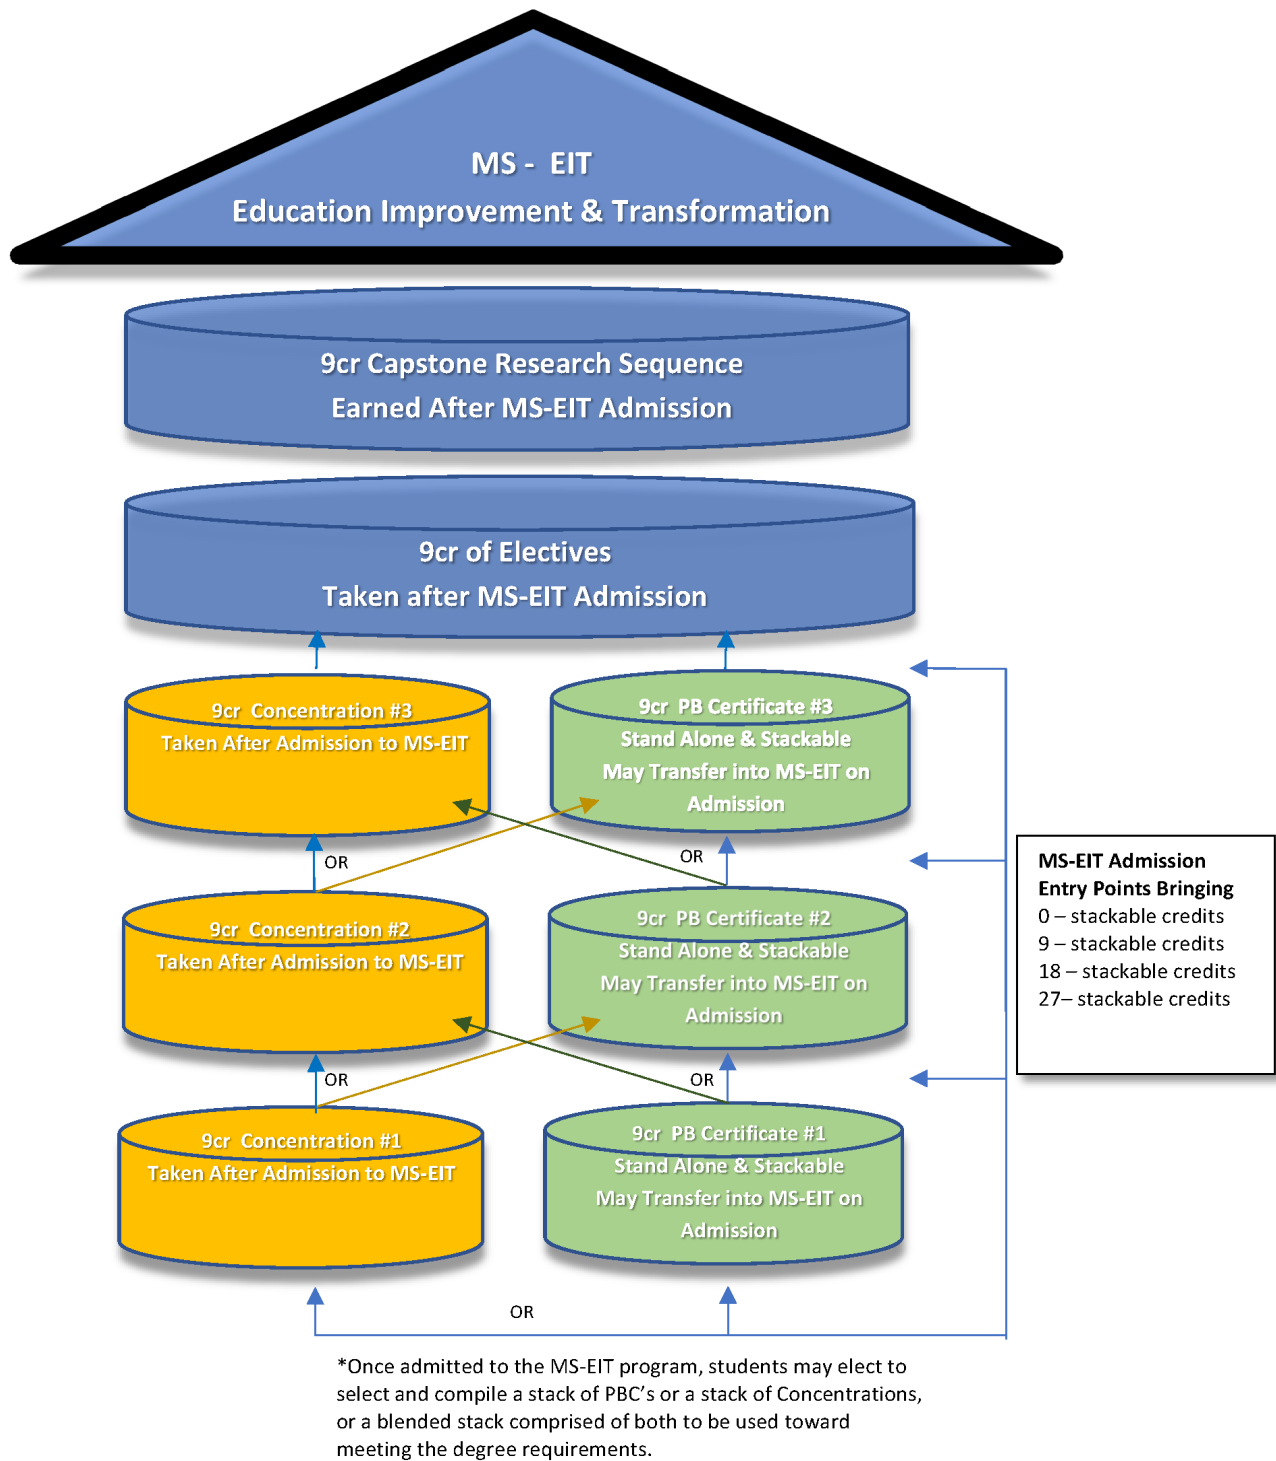 MS - EIT
Education Improvement & Transformation
9cr Capstone Research Sequence
Earned After MS-EIT Admission
9cr of Electives
Taken after MS-EIT Admission
9cr Concentration #3
Taken After Admission to MS-EIT
9cr PB Certificate #3
Stand Alone & Stackable
May Transfer into MS-EIT on
Admission
OR
OR
MS-EIT Admission
Entry Points Bringing
0 – stackable credits
9 – stackable credits
18 – stackable credits
27– stackable credits
9cr Concentration #2
Taken After Admission to MS-EIT
9cr PB Certificate #2
Stand Alone & Stackable
May Transfer into MS-EIT on
Admission
OR
OR
9cr Concentration #1
Taken After Admission to MS-EIT
9cr PB Certificate #1
Stand Alone & Stackable
May Transfer into MS-EIT on
Admission
OR
*Once admitted to the MS-EIT program, students may elect to
select and compile a stack of PBC's or a stack of Concentrations,
or a blended stack comprised of both to be used toward
meeting the degree requirements.